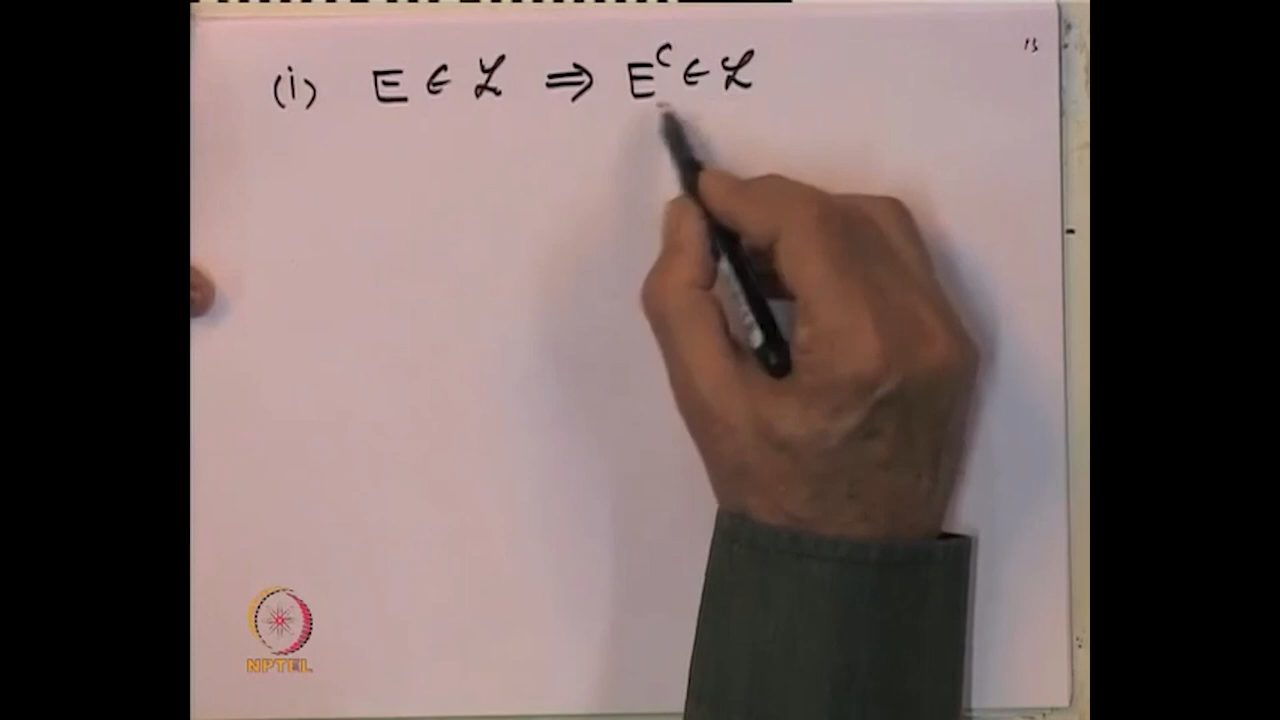 13
(i) E ∈ ℒ ⇒ E^C ∈ ℒ
NPTEL